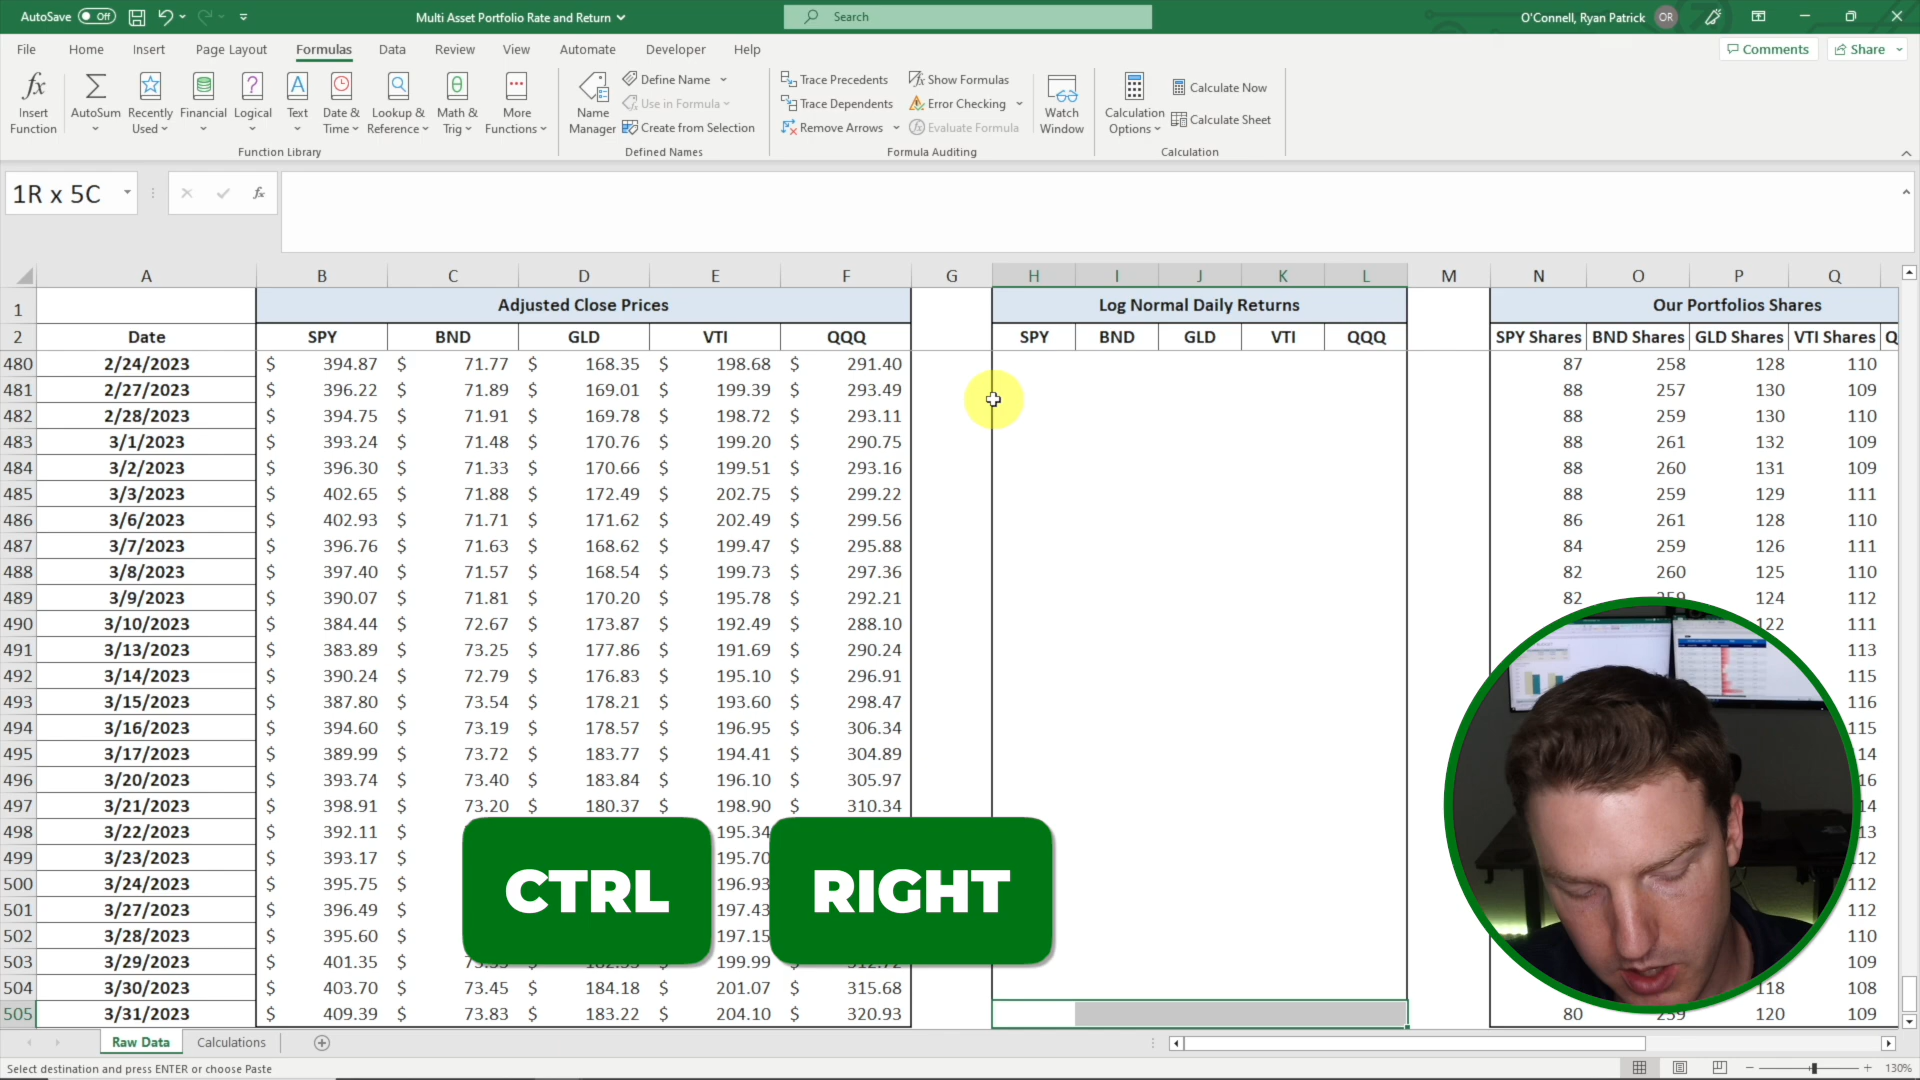 AutoSave Off Multi Asset Portfolio Rate and Return Search O'Connell, Ryan Patrick OR
File Home Insert Page Layout Formulas Data Review View Automate Developer Help Comments Share
Insert Function AutoSum Recently Used Financial Logical Text Date & Time Lookup & Reference Math & Trig More Functions
Function Library
Name Manager
Define Name
Use in Formula
Create from Selection
Defined Names
Trace Precedents Show Formulas
Trace Dependents Error Checking
Remove Arrows Evaluate Formula
Formula Auditing
Watch Window
Calculation Options
Calculate Now
Calculate Sheet
Calculation
1R x 5C fx
A B C D E F G H I J K L M N O P Q
1 Adjusted Close Prices Log Normal Daily Returns Our Portfolios Shares
2 Date SPY BND GLD VTI QQQ SPY BND GLD VTI QQQ SPY Shares BND Shares GLD Shares VTI Shares Q
480 2/24/2023 $ 394.87 $ 71.77 $ 168.35 $ 198.68 $ 291.40 87 258 128 110
481 2/27/2023 $ 396.22 $ 71.89 $ 169.01 $ 199.39 $ 293.49 88 257 130 109
482 2/28/2023 $ 394.75 $ 71.91 $ 169.78 $ 198.72 $ 293.11 88 259 130 110
483 3/1/2023 $ 393.24 $ 71.48 $ 170.76 $ 199.20 $ 290.75 88 261 132 109
484 3/2/2023 $ 396.30 $ 71.33 $ 170.66 $ 199.51 $ 293.16 88 260 131 109
485 3/3/2023 $ 402.65 $ 71.88 $ 172.49 $ 202.75 $ 299.22 88 259 129 111
486 3/6/2023 $ 402.93 $ 71.71 $ 171.62 $ 202.49 $ 299.56 86 261 128 110
487 3/7/2023 $ 396.76 $ 71.63 $ 168.62 $ 199.47 $ 295.88 84 259 126 111
488 3/8/2023 $ 397.40 $ 71.57 $ 168.54 $ 199.73 $ 297.36 82 260 125 110
489 3/9/2023 $ 390.07 $ 71.81 $ 170.20 $ 195.78 $ 292.21 82 259 124 112
490 3/10/2023 $ 384.44 $ 72.67 $ 173.87 $ 192.49 $ 288.10 122 111
491 3/13/2023 $ 383.89 $ 73.25 $ 177.86 $ 191.69 $ 290.24 113
492 3/14/2023 $ 390.24 $ 72.79 $ 176.83 $ 195.10 $ 296.91 115
493 3/15/2023 $ 387.80 $ 73.54 $ 178.21 $ 193.60 $ 298.47 116
494 3/16/2023 $ 394.60 $ 73.19 $ 178.57 $ 196.95 $ 306.34 115
495 3/17/2023 $ 389.99 $ 73.72 $ 183.77 $ 194.41 $ 304.89 14
496 3/20/2023 $ 393.74 $ 73.40 $ 183.84 $ 196.10 $ 305.97 16
497 3/21/2023 $ 398.91 $ 73.20 $ 180.37 $ 198.90 $ 310.34 14
498 3/22/2023 $ 392.11 $ 195.34 13
499 3/23/2023 $ 393.17 $ 195.70 12
500 3/24/2023 $ 395.75 $ 196.93 112
501 3/27/2023 $ 396.49 $ 197.43 112
502 3/28/2023 $ 395.60 $ 197.15 110
503 3/29/2023 $ 401.35 $ 199.99 109
504 3/30/2023 $ 403.70 $ 73.45 $ 184.18 $ 201.07 $ 315.68 118 108
505 3/31/2023 $ 409.39 $ 73.83 $ 183.22 $ 204.10 $ 320.93 80 239 120 109
CTRL RIGHT
Raw Data Calculations
Select destination and press ENTER or choose Paste 130%